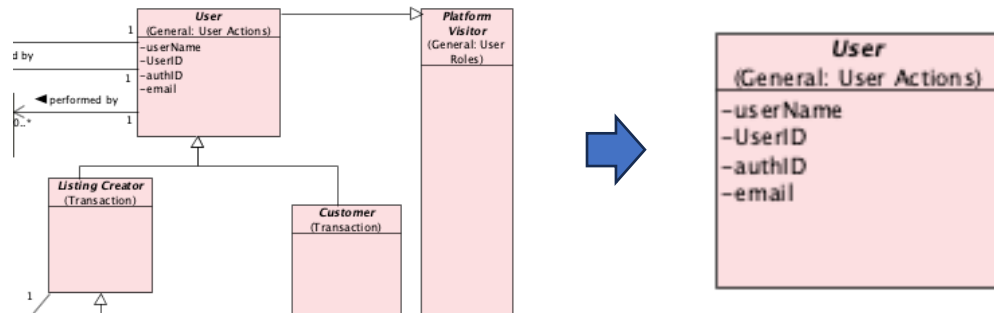 User
(General: User Actions)
-userName
-UserID
-authID
-email
1
d by
1
◄ performed by
0..*
1
Platform
Visitor
(General: User
Roles)
Listing Creator
(Transaction)
Customer
(Transaction)
1
User
(General: User Actions)
-userName
-UserID
-authID
-email